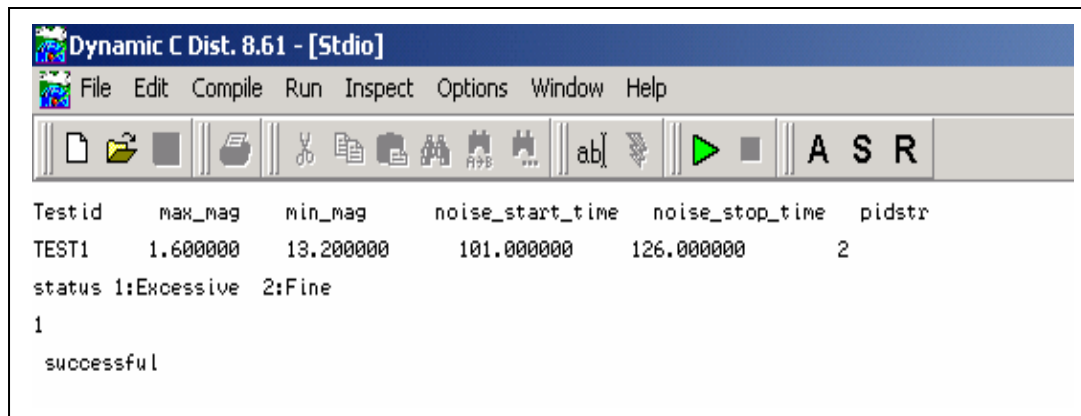 Dynamic C Dist. 8.61 - [Stdio]
File Edit Compile Run Inspect Options Window Help
A→B ... ab A S R
Testid max_mag min_mag noise_start_time noise_stop_time pidstr
TEST1 1.600000 13.200000 101.000000 126.000000 2
status 1:Excessive 2:Fine
1
successful